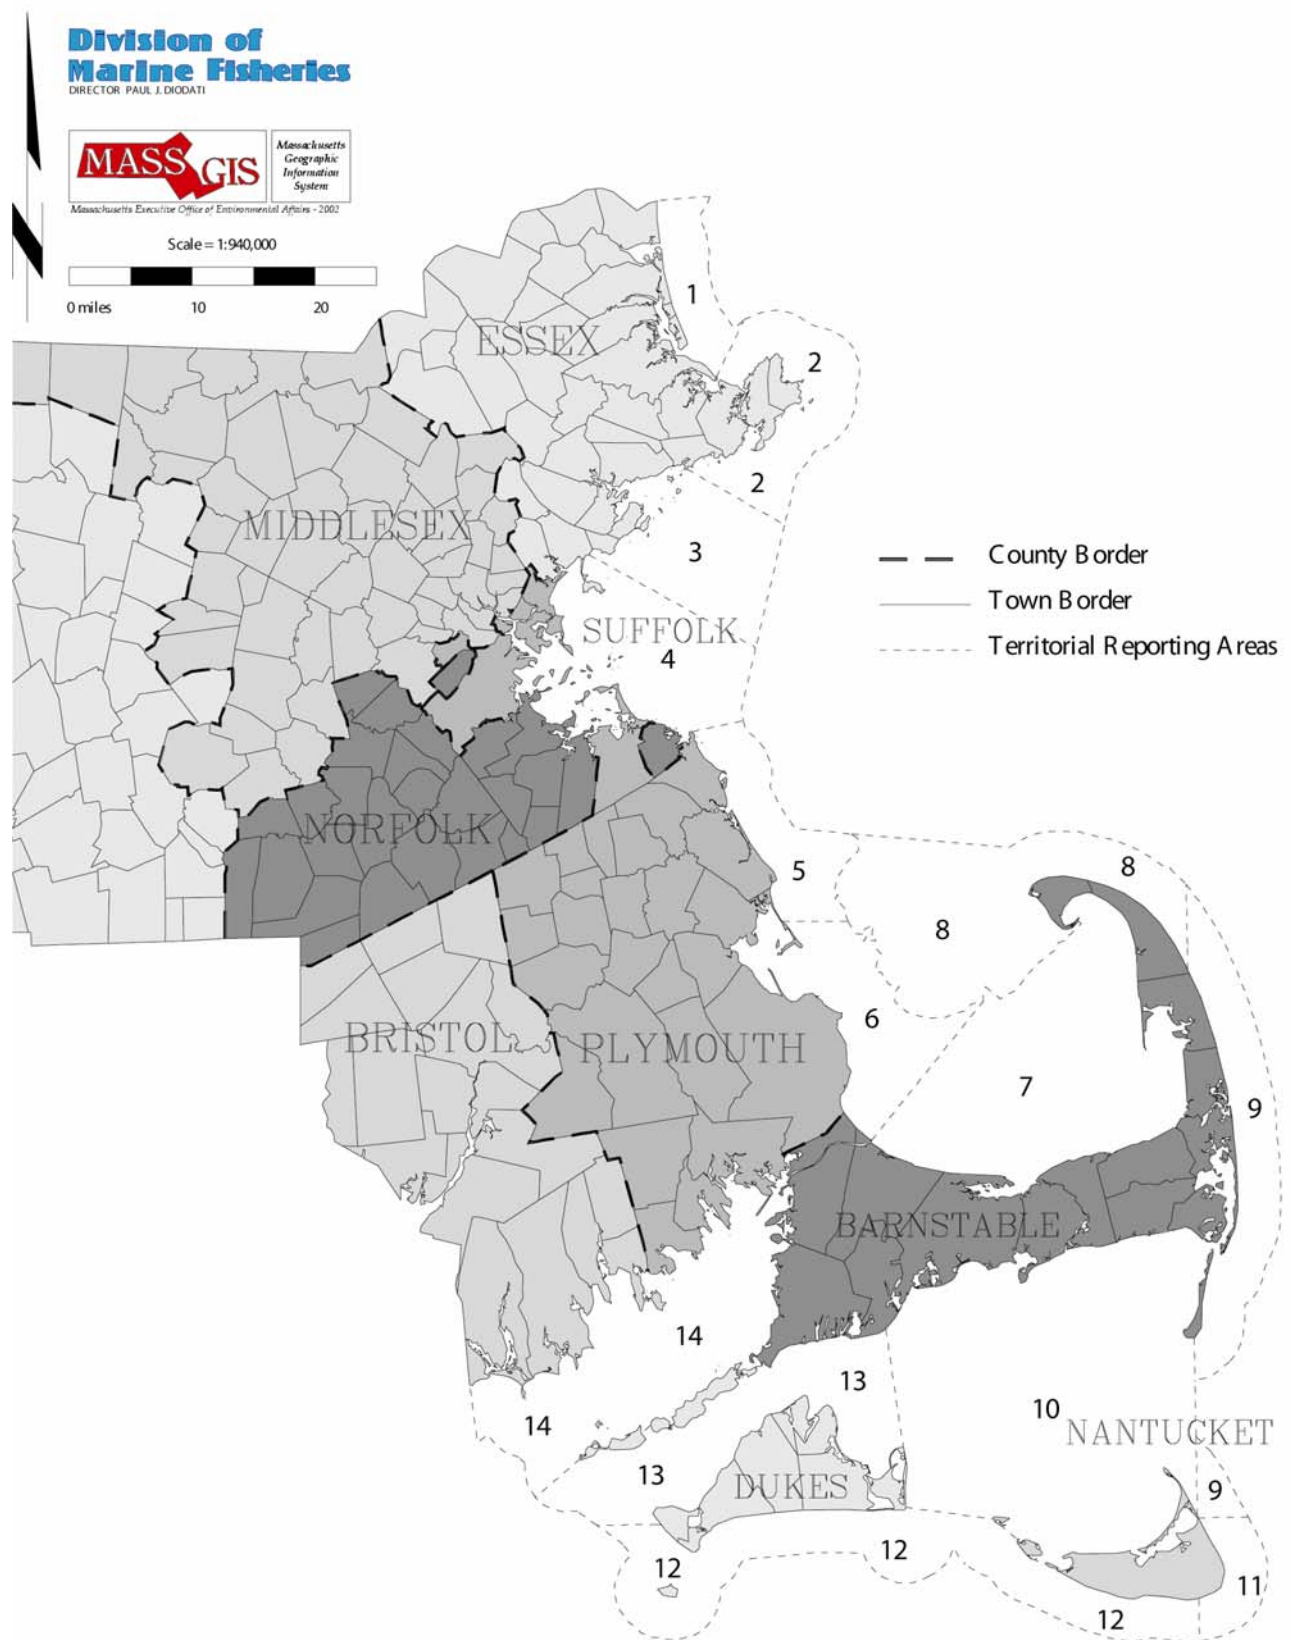 Division of
Marine Fisheries
DIRECTOR PAUL J. DIODATI
MASS GIS
Massachusetts
Geographic
Information
System
Massachusetts Executive Office of Environmental Affairs - 2002
Scale = 1:940,000
0 miles 10 20
1
ESSEX
2
2
MIDDLESEX
3
County Border
Town Border
Territorial Reporting Areas
SUFFOLK
4
NORFOLK
5
8
8
6
BRISTOL
PLYMOUTH
7
9
BARNSTABLE
14
13
10
NANTUCKET
14
13
DUKES
9
12
12
11
12